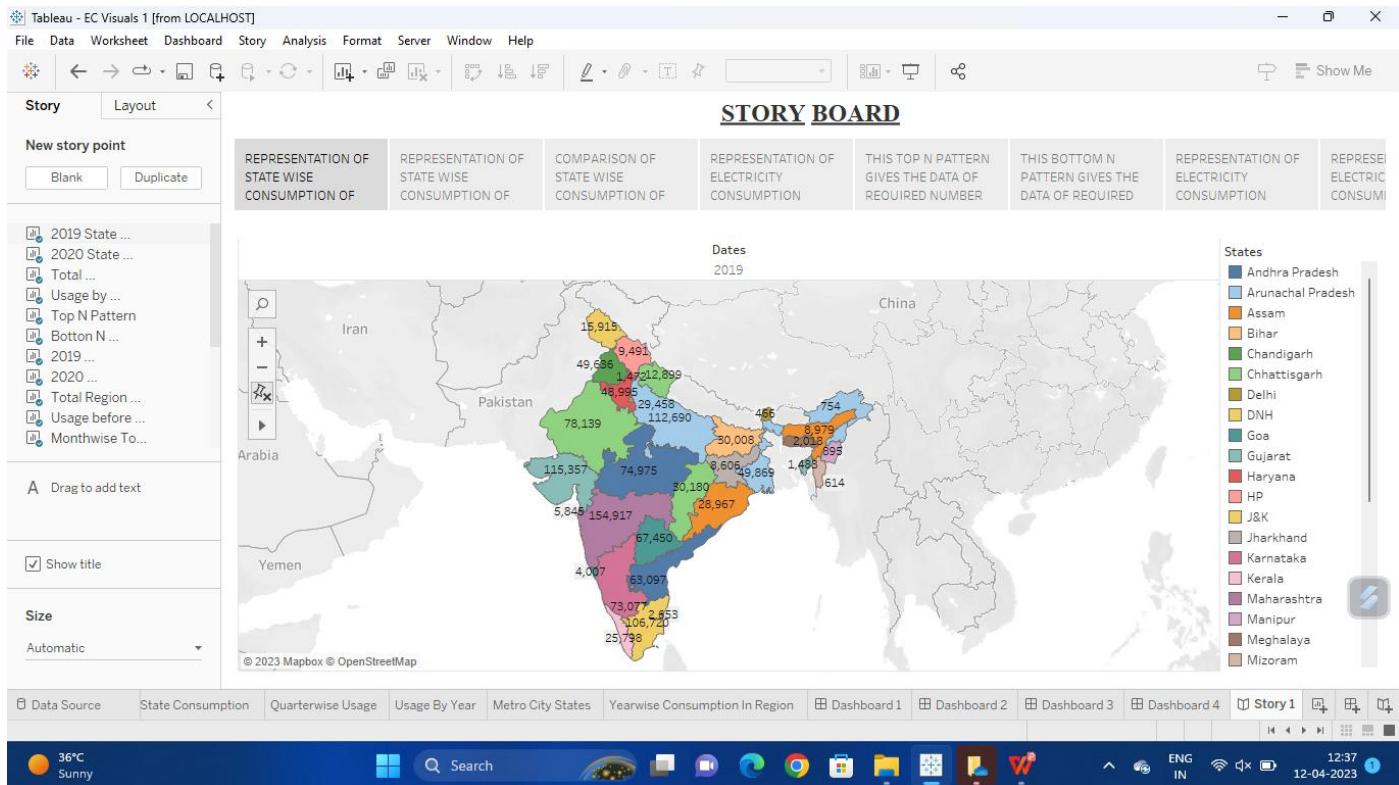 Tableau - EC Visuals 1 [from LOCALHOST]
File Data Worksheet Dashboard Story Analysis Format Server Window Help
Show Me
Story Layout
New story point
Blank Duplicate
2019 State ...
2020 State ...
Total ...
Usage by ...
Top N Pattern
Botton N ...
2019 ...
2020 ...
Total Region ...
Usage before ...
Monthwise To...
A Drag to add text
Show title
Size
Automatic
STORY BOARD
REPRESENTATION OF
STATE WISE
CONSUMPTION OF
REPRESENTATION OF
STATE WISE
CONSUMPTION OF
COMPARISON OF
STATE WISE
CONSUMPTION OF
REPRESENTATION OF
ELECTRICITY
CONSUMPTION
THIS TOP N PATTERN
GIVES THE DATA OF
REQUIRED NUMBER
THIS BOTTOM N
PATTERN GIVES THE
DATA OF REQUIRED
REPRESENTATION OF
ELECTRICITY
CONSUMPTION
REPRESE
ELECTRIC
CONSUM
Dates
2019
Iran
China
Pakistan
Arabia
Yemen
15,915
9,491
49,636
1,472
12,899
48,995
29,458
112,690
466
754
78,139
8,979
30,008
2,018
895
115,357
74,975
8,606
49,869
1,488
614
30,180
28,967
5,845
154,917
67,450
4,007
63,097
73,077
2,653
106,720
25,798
© 2023 Mapbox © OpenStreetMap
States
Andhra Pradesh
Arunachal Pradesh
Assam
Bihar
Chandigarh
Chhattisgarh
Delhi
DNH
Goa
Gujarat
Haryana
HP
J&K
Jharkhand
Karnataka
Kerala
Maharashtra
Manipur
Meghalaya
Mizoram
Data Source State Consumption Quarterwise Usage Usage By Year Metro City States Yearwise Consumption In Region Dashboard 1 Dashboard 2 Dashboard 3 Dashboard 4 Story 1
36°C
Sunny
Search
ENG
IN
12:37
12-04-2023
1